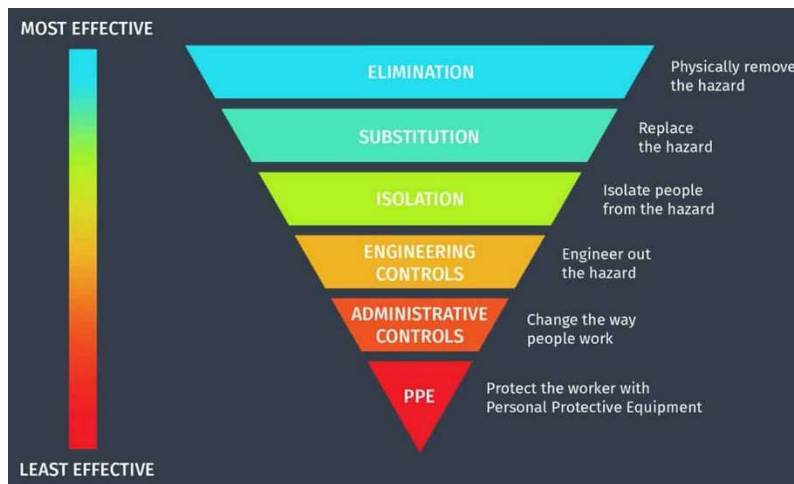 MOST EFFECTIVE
ELIMINATION
Physically remove
the hazard
SUBSTITUTION
Replace
the hazard
ISOLATION
Isolate people
from the hazard
ENGINEERING
CONTROLS
Engineer out
the hazard
ADMINISTRATIVE
CONTROLS
Change the way
people work
PPE
Protect the worker with
Personal Protective Equipment
LEAST EFFECTIVE